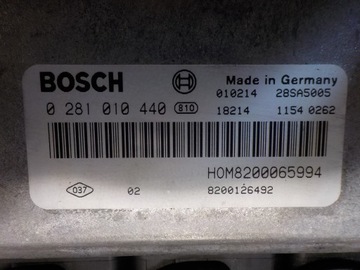 BOSCH
Made in Germany
010214 28SA5005
0 281 010 440 810
18214 1154 0262
HOM8200065994
037 02 8200126492